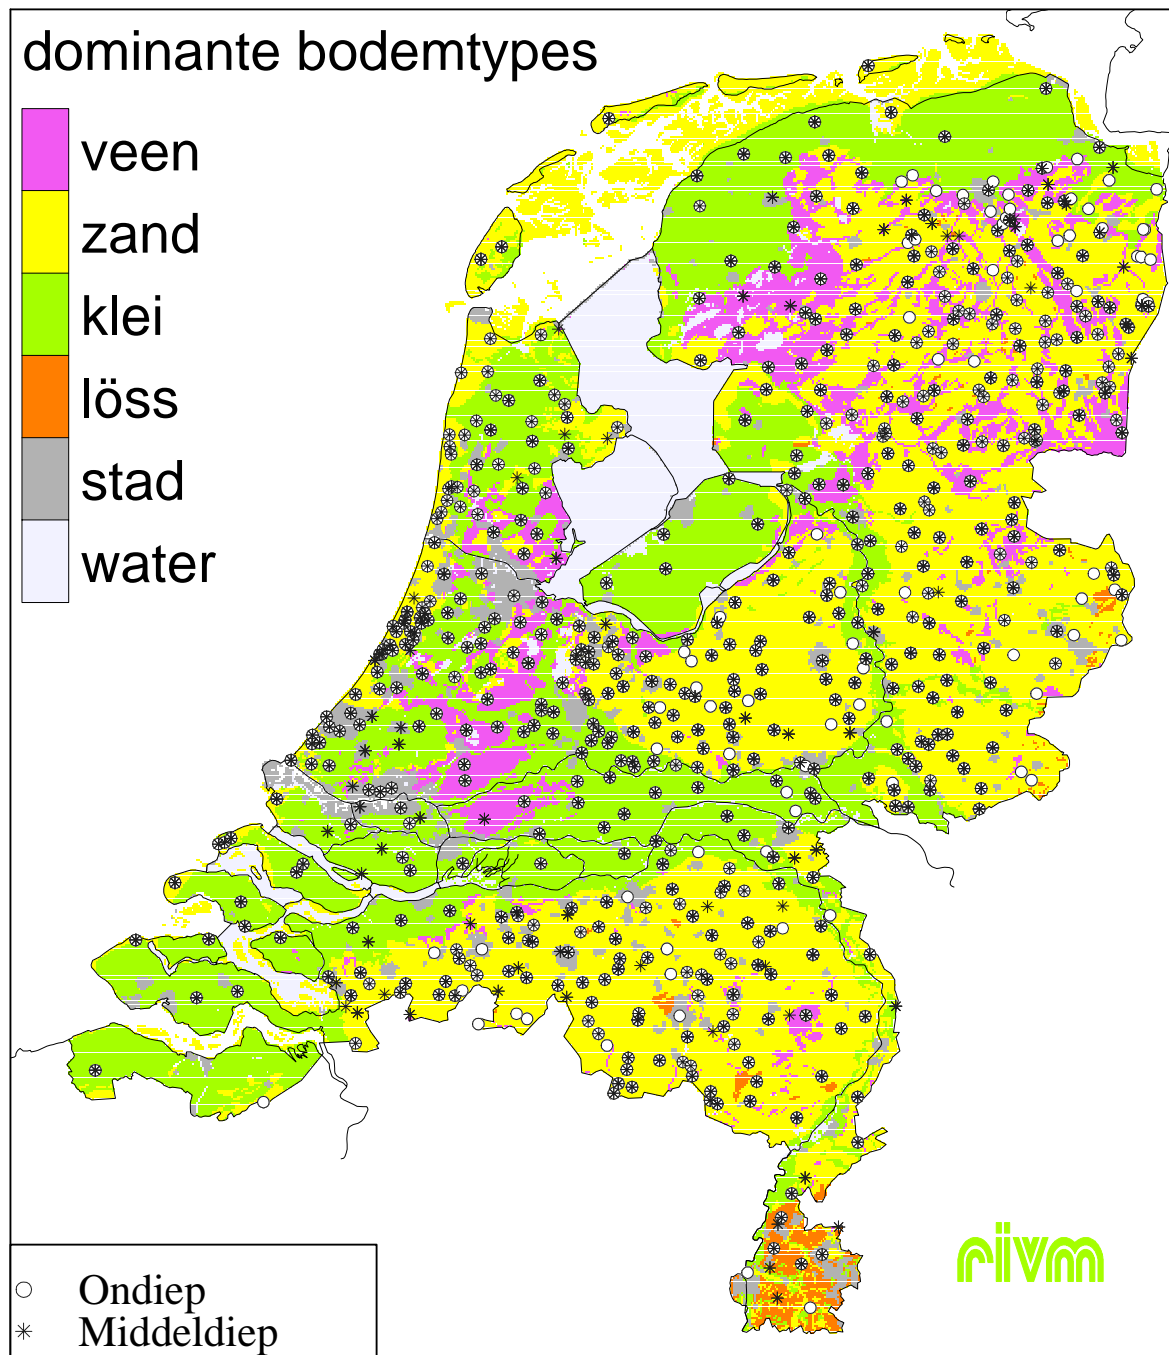 dominante bodemtypes
veen
zand
klei
löss
stad
water
rivm
Ondiep
Middeldiep